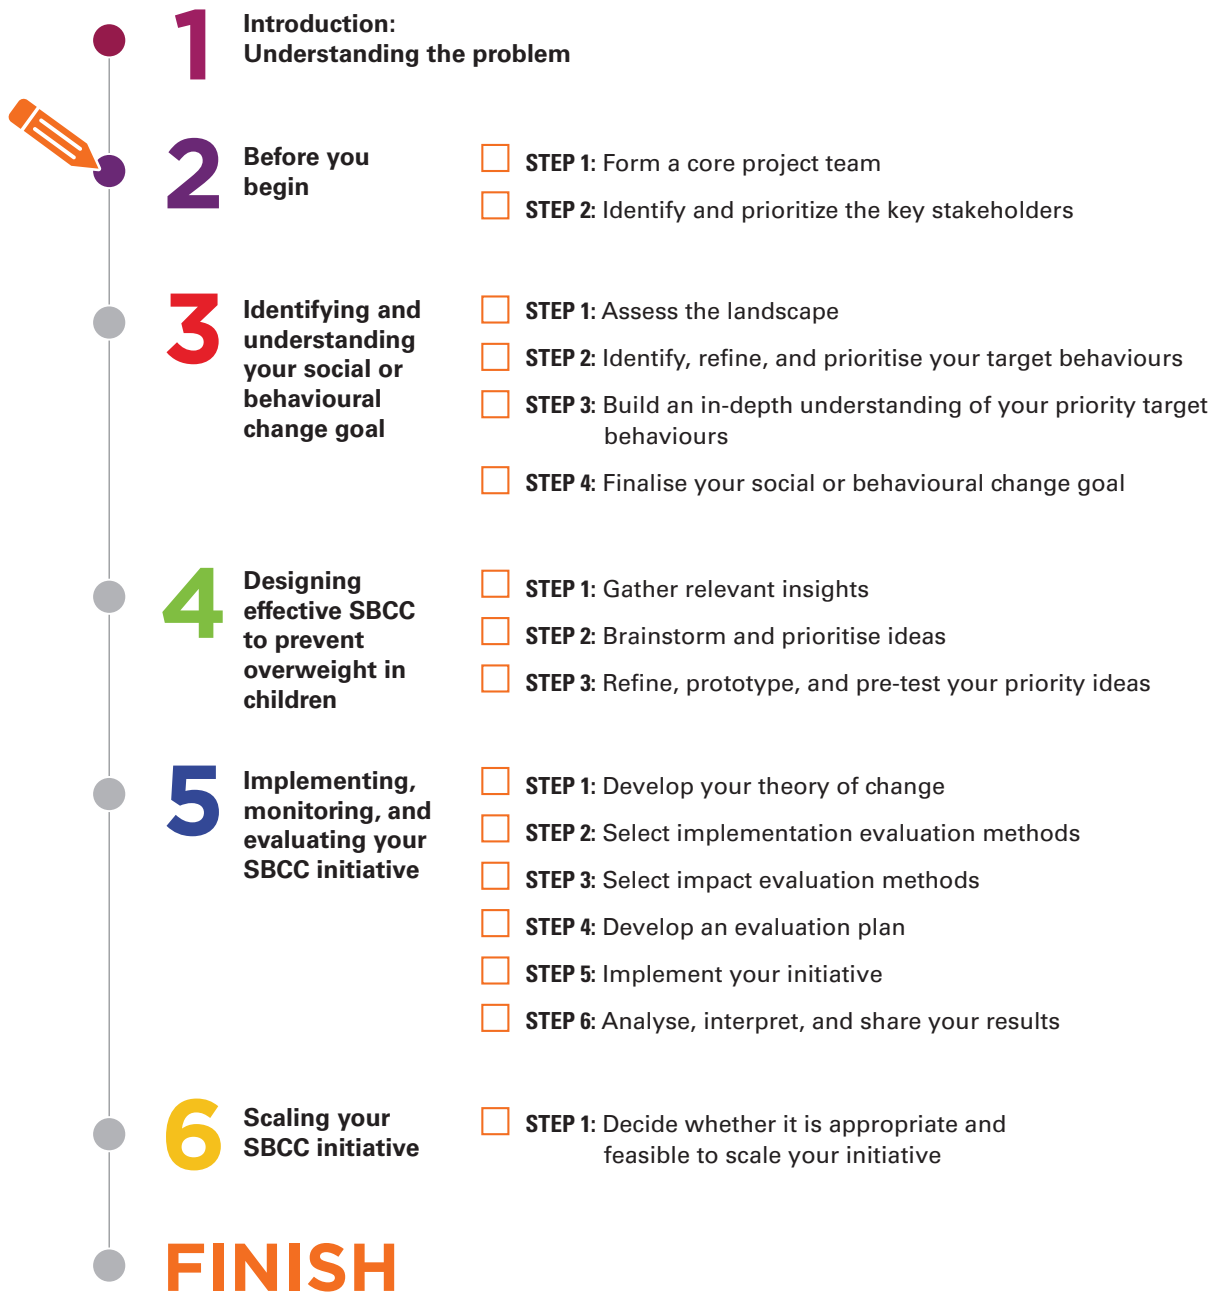 1
Introduction:
Understanding the problem
2
Before you
begin
STEP 1: Form a core project team
STEP 2: Identify and prioritize the key stakeholders
3
Identifying and
understanding
your social or
behavioural
change goal
STEP 1: Assess the landscape
STEP 2: Identify, refine, and prioritise your target behaviours
STEP 3: Build an in-depth understanding of your priority target
behaviours
STEP 4: Finalise your social or behavioural change goal
4
Designing
effective SBCC
to prevent
overweight in
children
STEP 1: Gather relevant insights
STEP 2: Brainstorm and prioritise ideas
STEP 3: Refine, prototype, and pre-test your priority ideas
5
Implementing,
monitoring, and
evaluating your
SBCC initiative
STEP 1: Develop your theory of change
STEP 2: Select implementation evaluation methods
STEP 3: Select impact evaluation methods
STEP 4: Develop an evaluation plan
STEP 5: Implement your initiative
STEP 6: Analyse, interpret, and share your results
6
Scaling your
SBCC initiative
STEP 1: Decide whether it is appropriate and
feasible to scale your initiative
FINISH